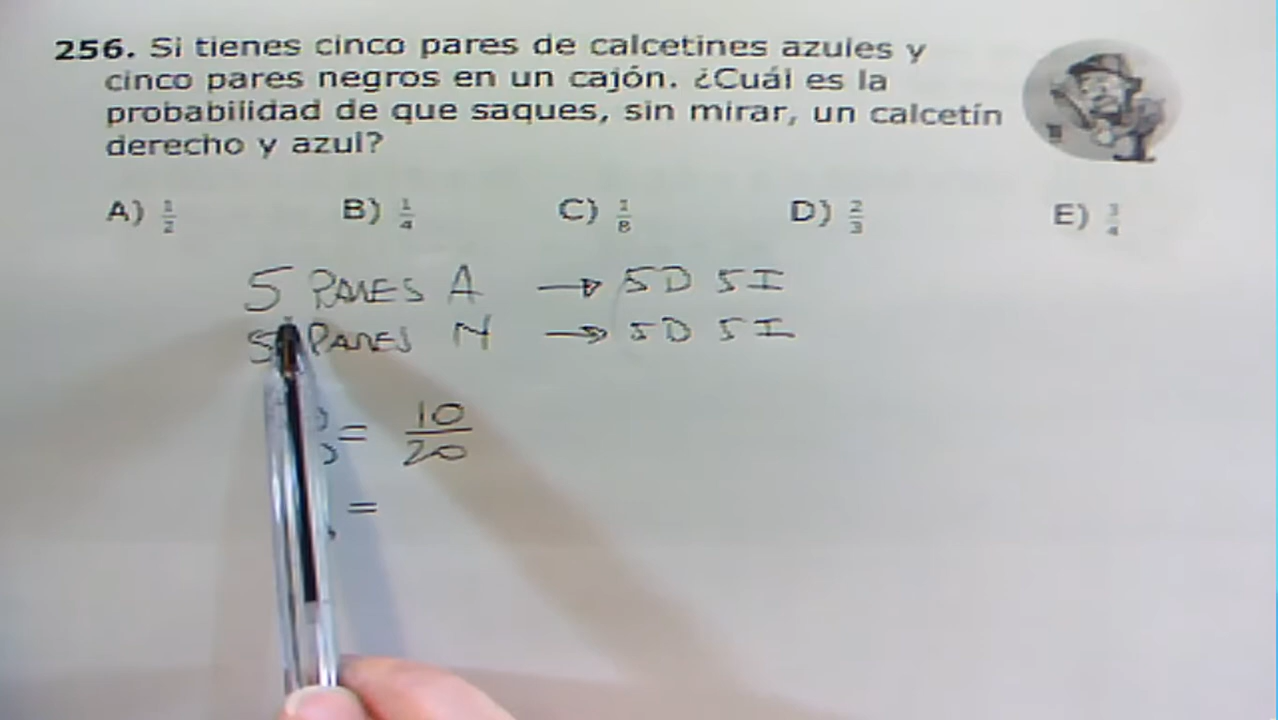 256. Si tienes cinco pares de calcetines azules y
cinco pares negros en un cajón. ¿Cuál es la
probabilidad de que saques, sin mirar, un calcetín
derecho y azul?
A) 1/2 B) 1/4 C) 1/8 D) 2/3 E) 3/4
5 PARES A → 5D 5I
5 PARES N → 5D 5I
= 10/20
=